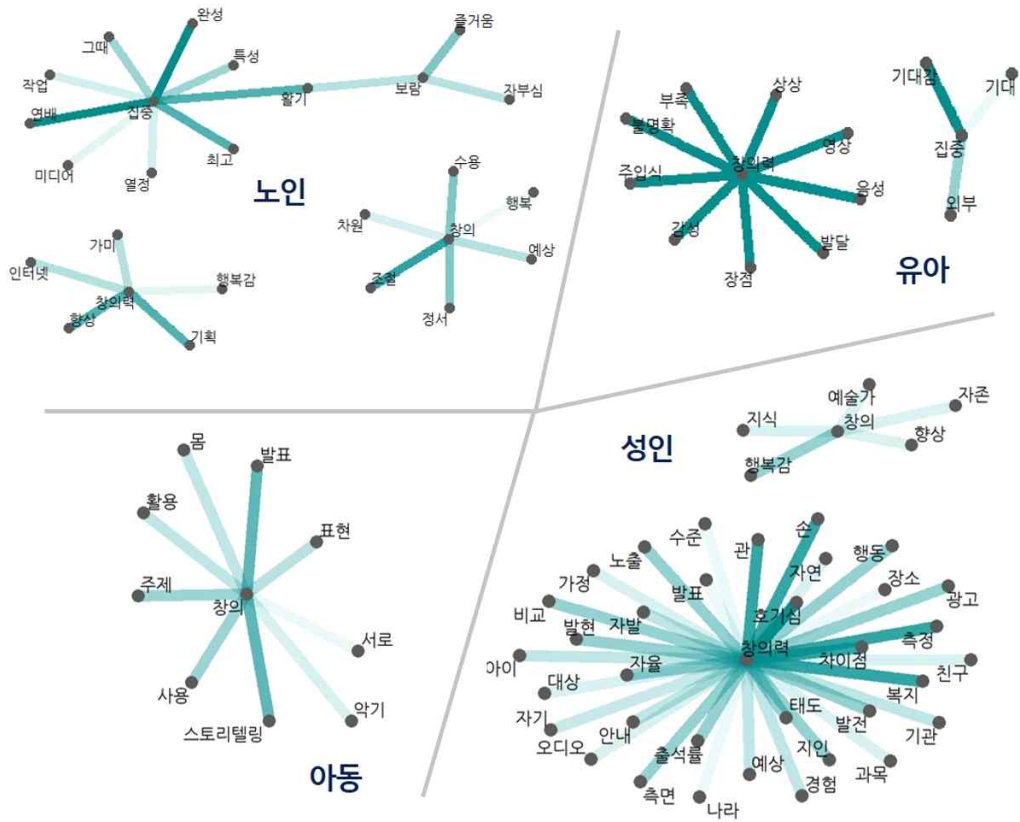 완성
즐거움
그때
특성
작업
활기
보람
자부심
연배
집중
최고
미디어
열정
노인
수용
행복
차원
창의
예상
조절
정서
가미
인터넷
행복감
창의력
향상
기획
상상
부족
불명확
영상
창의력
주입식
음성
감성
발달
장점
기대감
기대
집중
외부
유아
몸
발표
활용
표현
주제
창의
서로
사용
악기
스토리텔링
아동
성인
예술가
자존
지식
창의
향상
행복감
수준
관
손
노출
자연
행동
가정
발표
장소
비교
호기심
광고
발현
자발
창의력
측정
아이
자율
차이점
친구
대상
복지
자기
태도
발전
기관
오디오
안내
출석률
지인
예상
과목
측면
경험
나라